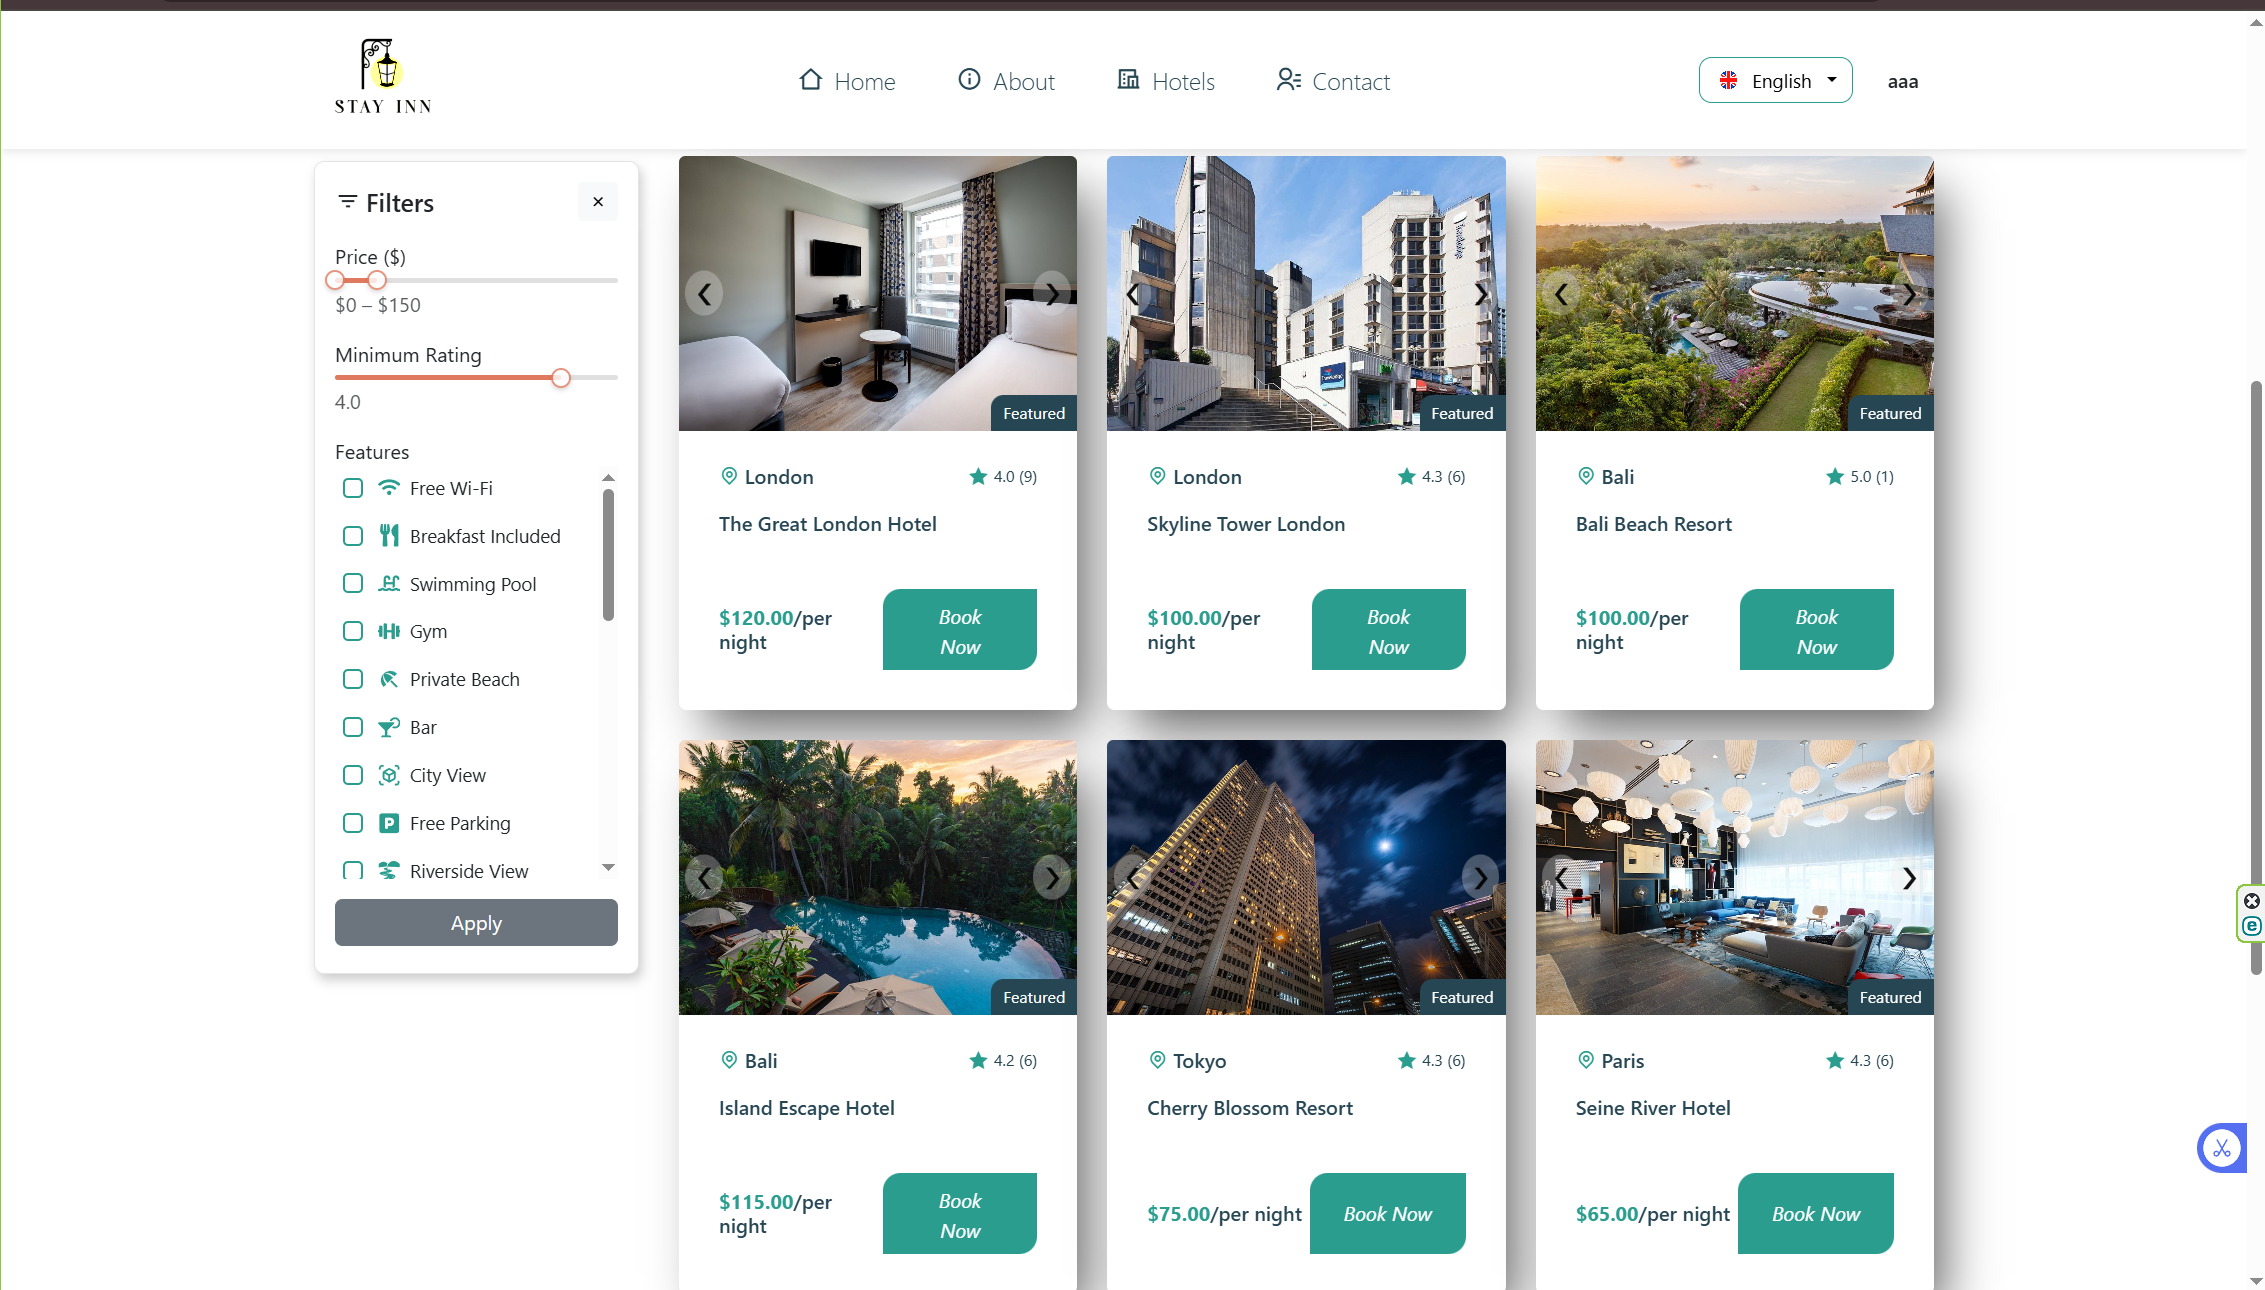 STAY INN
Home
About
Hotels
Contact
English
aaa
Filters
Price ($)
$0 – $150
Minimum Rating
4.0
Features
Free Wi-Fi
Breakfast Included
Swimming Pool
Gym
Private Beach
Bar
City View
Free Parking
Riverside View
Apply
Featured
London
4.0 (9)
The Great London Hotel
$120.00/per
night
Book
Now
Featured
London
4.3 (6)
Skyline Tower London
$100.00/per
night
Book
Now
Featured
Bali
5.0 (1)
Bali Beach Resort
$100.00/per
night
Book
Now
Featured
Bali
4.2 (6)
Island Escape Hotel
$115.00/per
night
Book
Now
Featured
Tokyo
4.3 (6)
Cherry Blossom Resort
$75.00/per night
Book Now
Featured
Paris
4.3 (6)
Seine River Hotel
$65.00/per night
Book Now